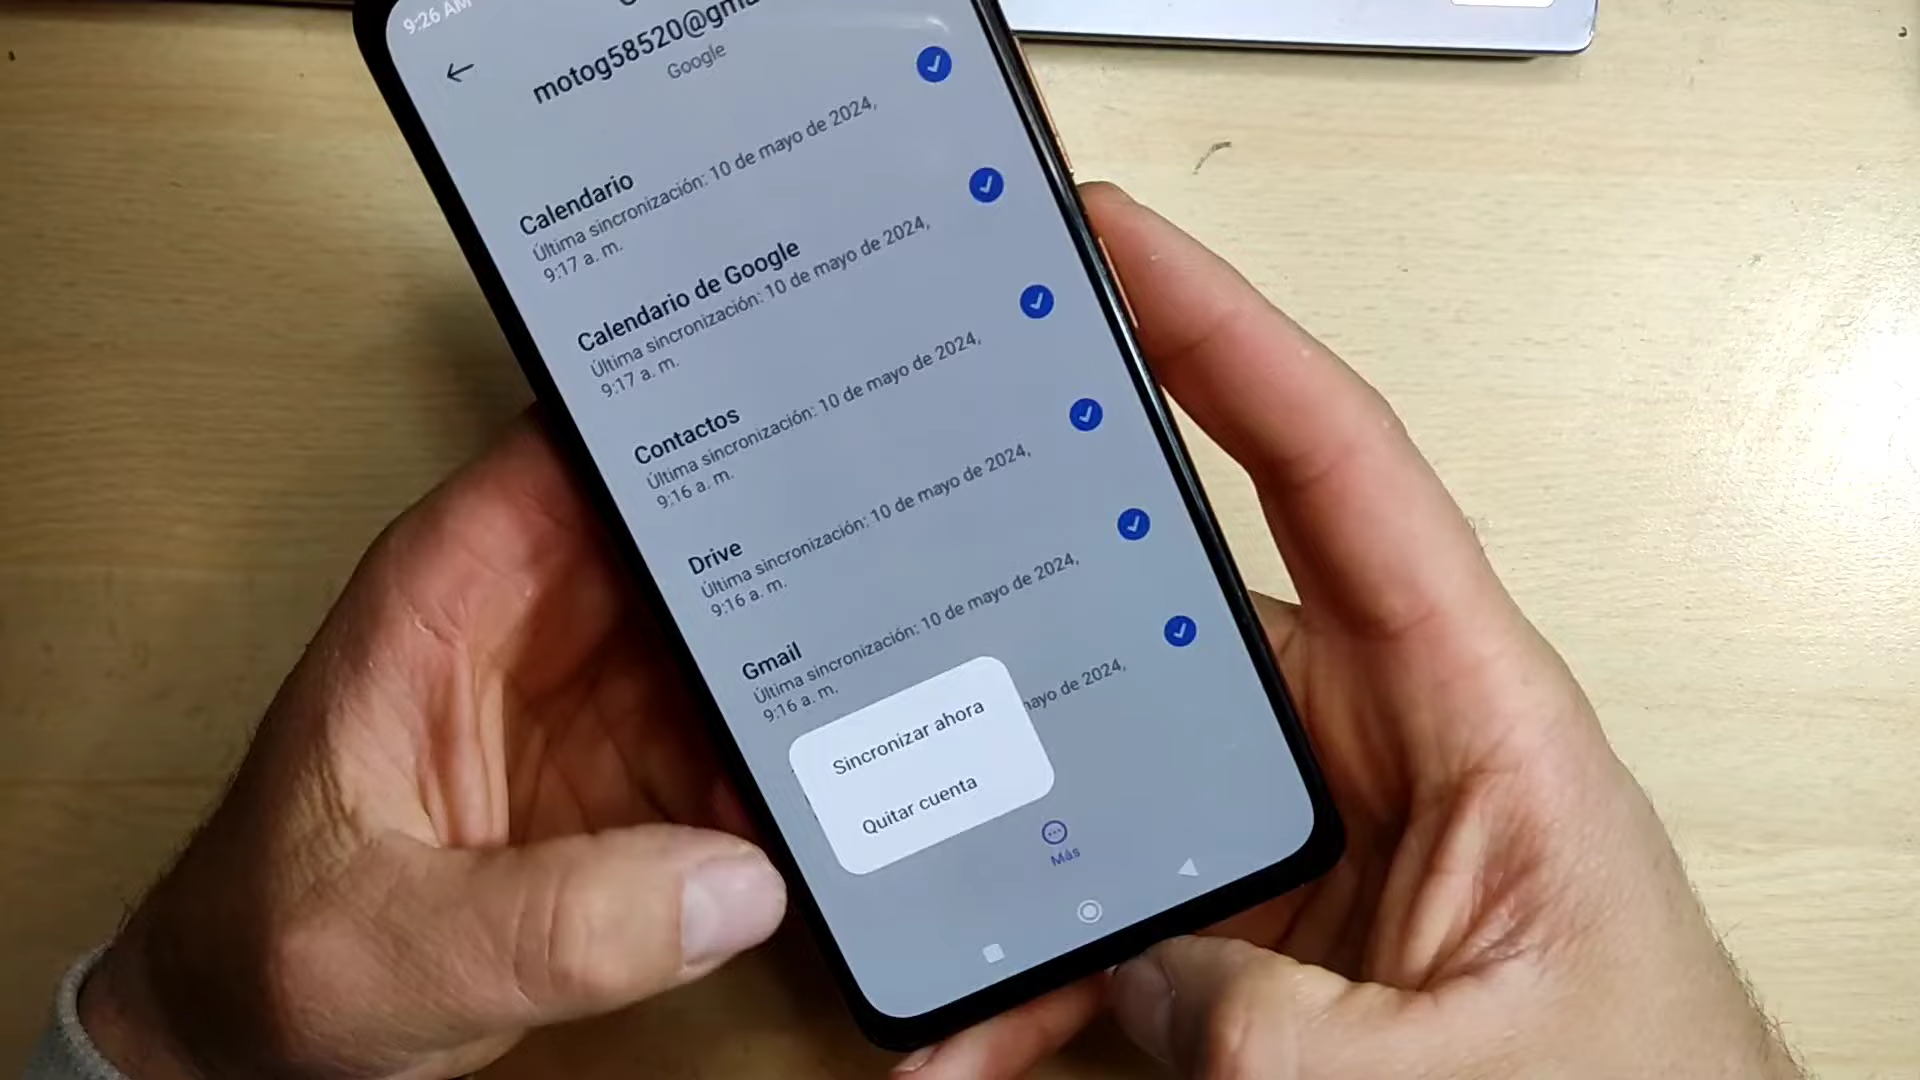 9:26 AM
motog58520@gma
Google
Calendario
Última sincronización: 10 de mayo de 2024,
9:17 a. m.
Calendario de Google
Última sincronización: 10 de mayo de 2024,
9:17 a. m.
Contactos
Última sincronización: 10 de mayo de 2024,
9:16 a. m.
Drive
Última sincronización: 10 de mayo de 2024,
9:16 a. m.
Gmail
Última sincronización: 10 de mayo de 2024,
9:16 a. m.
mayo de 2024,
Sincronizar ahora
Quitar cuenta
Más